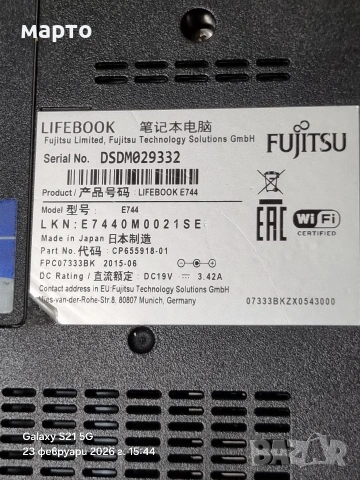 марто
LIFEBOOK 笔记本电脑
Fujitsu Limited, Fujitsu Technology Solutions GmbH
FUJITSU
Serial No. DSDM029332
Product / 产品号码 : LIFEBOOK E744
Model 型号 : E744
LKN:E7440M0021SE
Made in Japan 日本制造
Part No. 代码 : CP655918-01
FPC07333BK 2015-06
DC Rating / 直流额定 : DC19V 3.42A
Contact address in EU:Fujitsu Technology Solutions GmbH
Mies-van-der-Rohe-Str.8, 80807 Munich, Germany
EAC
WiFi
CERTIFIED
07333BKZX0543000
Galaxy S21 5G
23 февруари 2026 г. 15:44
bazar